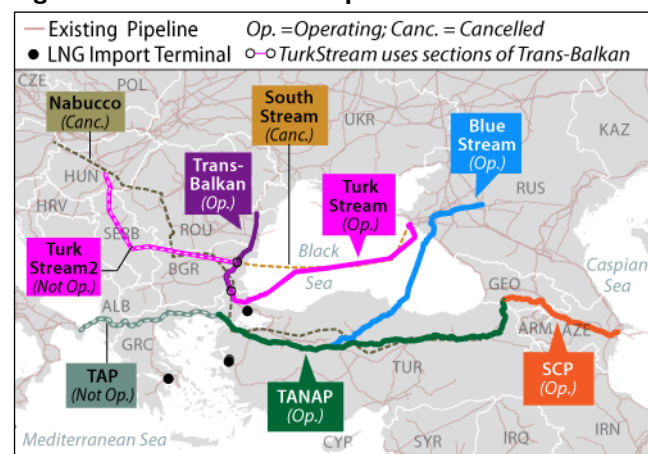 Existing Pipeline
Op. =Operating; Canc. = Cancelled
LNG Import Terminal
TurkStream uses sections of Trans-Balkan
CZE
POL
Nabucco
(Canc.)
South
Stream
(Canc.)
UKR
Blue
Stream
(Op.)
KAZ
HUN
Trans-
Balkan
(Op.)
Turk
Stream
(Op.)
RUS
HRV
SERB
ROU
Turk
Stream2
(Not Op.)
BGR
Black
Sea
Caspian
Sea
GEO
ALB
ARM
AZE
GRC
TAP
(Not Op.)
TANAP
(Op.)
TUR
SCP
(Op.)
Mediterranean Sea
CYP
SYR
IRQ
IRN